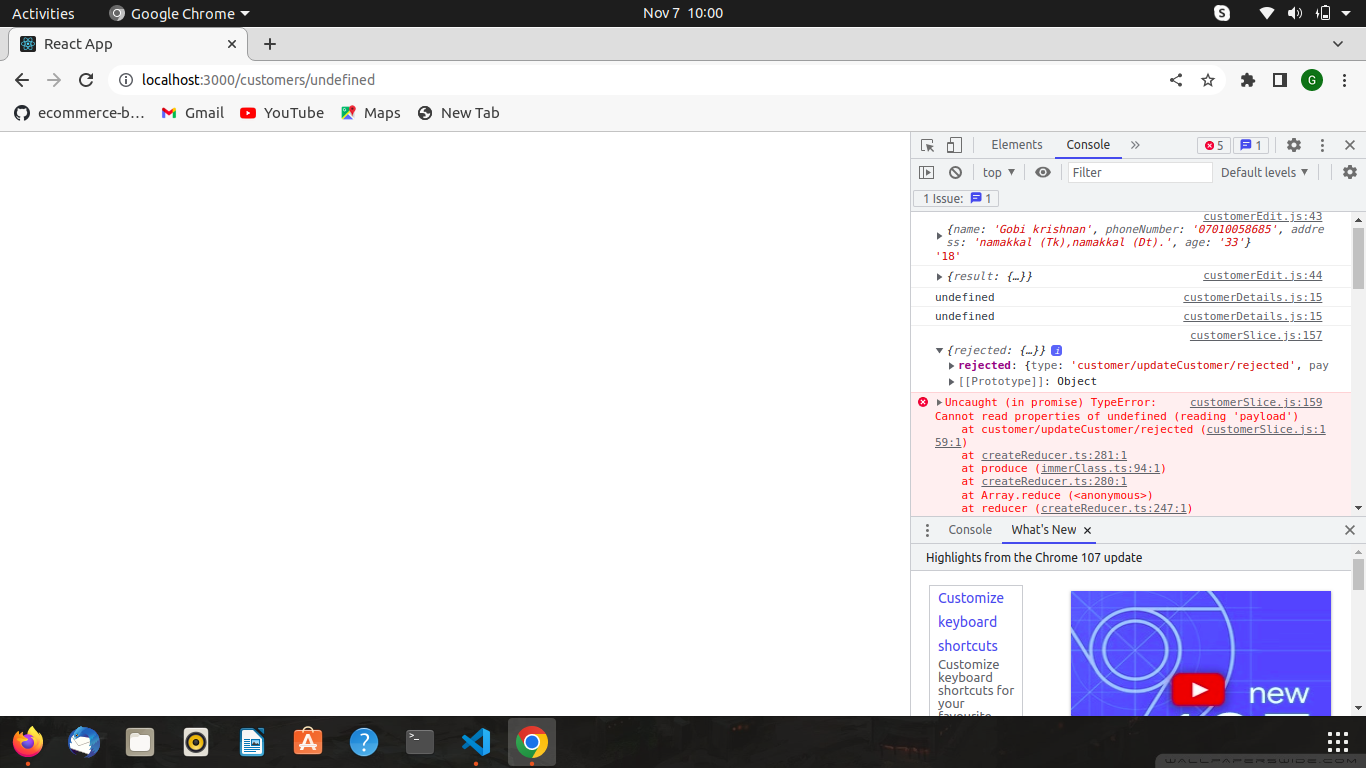 Activities
Google Chrome
Nov 7 10:00
React App
localhost:3000/customers/undefined
G
ecommerce-b...
Gmail
YouTube
Maps
New Tab
Elements
Console
5
1
top
Filter
Default levels
1 Issue:
1
customerEdit.js:43
{name: 'Gobi krishnan', phoneNumber: '07010058685', addre
ss: 'namakkal (Tk),namakkal (Dt).', age: '33'}
'18'
{result: {…}}
customerEdit.js:44
undefined
customerDetails.js:15
undefined
customerDetails.js:15
customerSlice.js:157
{rejected: {…}}
i
rejected: {type: 'customer/updateCustomer/rejected', pay
[[Prototype]]: Object
Uncaught (in promise) TypeError:
customerSlice.js:159
Cannot read properties of undefined (reading 'payload')
at customer/updateCustomer/rejected (customerSlice.js:1
59:1)
at createReducer.ts:281:1
at produce (immerClass.ts:94:1)
at createReducer.ts:280:1
at Array.reduce (<anonymous>)
at reducer (createReducer.ts:247:1)
Console
What's New
Highlights from the Chrome 107 update
Customize
keyboard
shortcuts
Customize
keyboard
shortcuts for
your
favourite
new